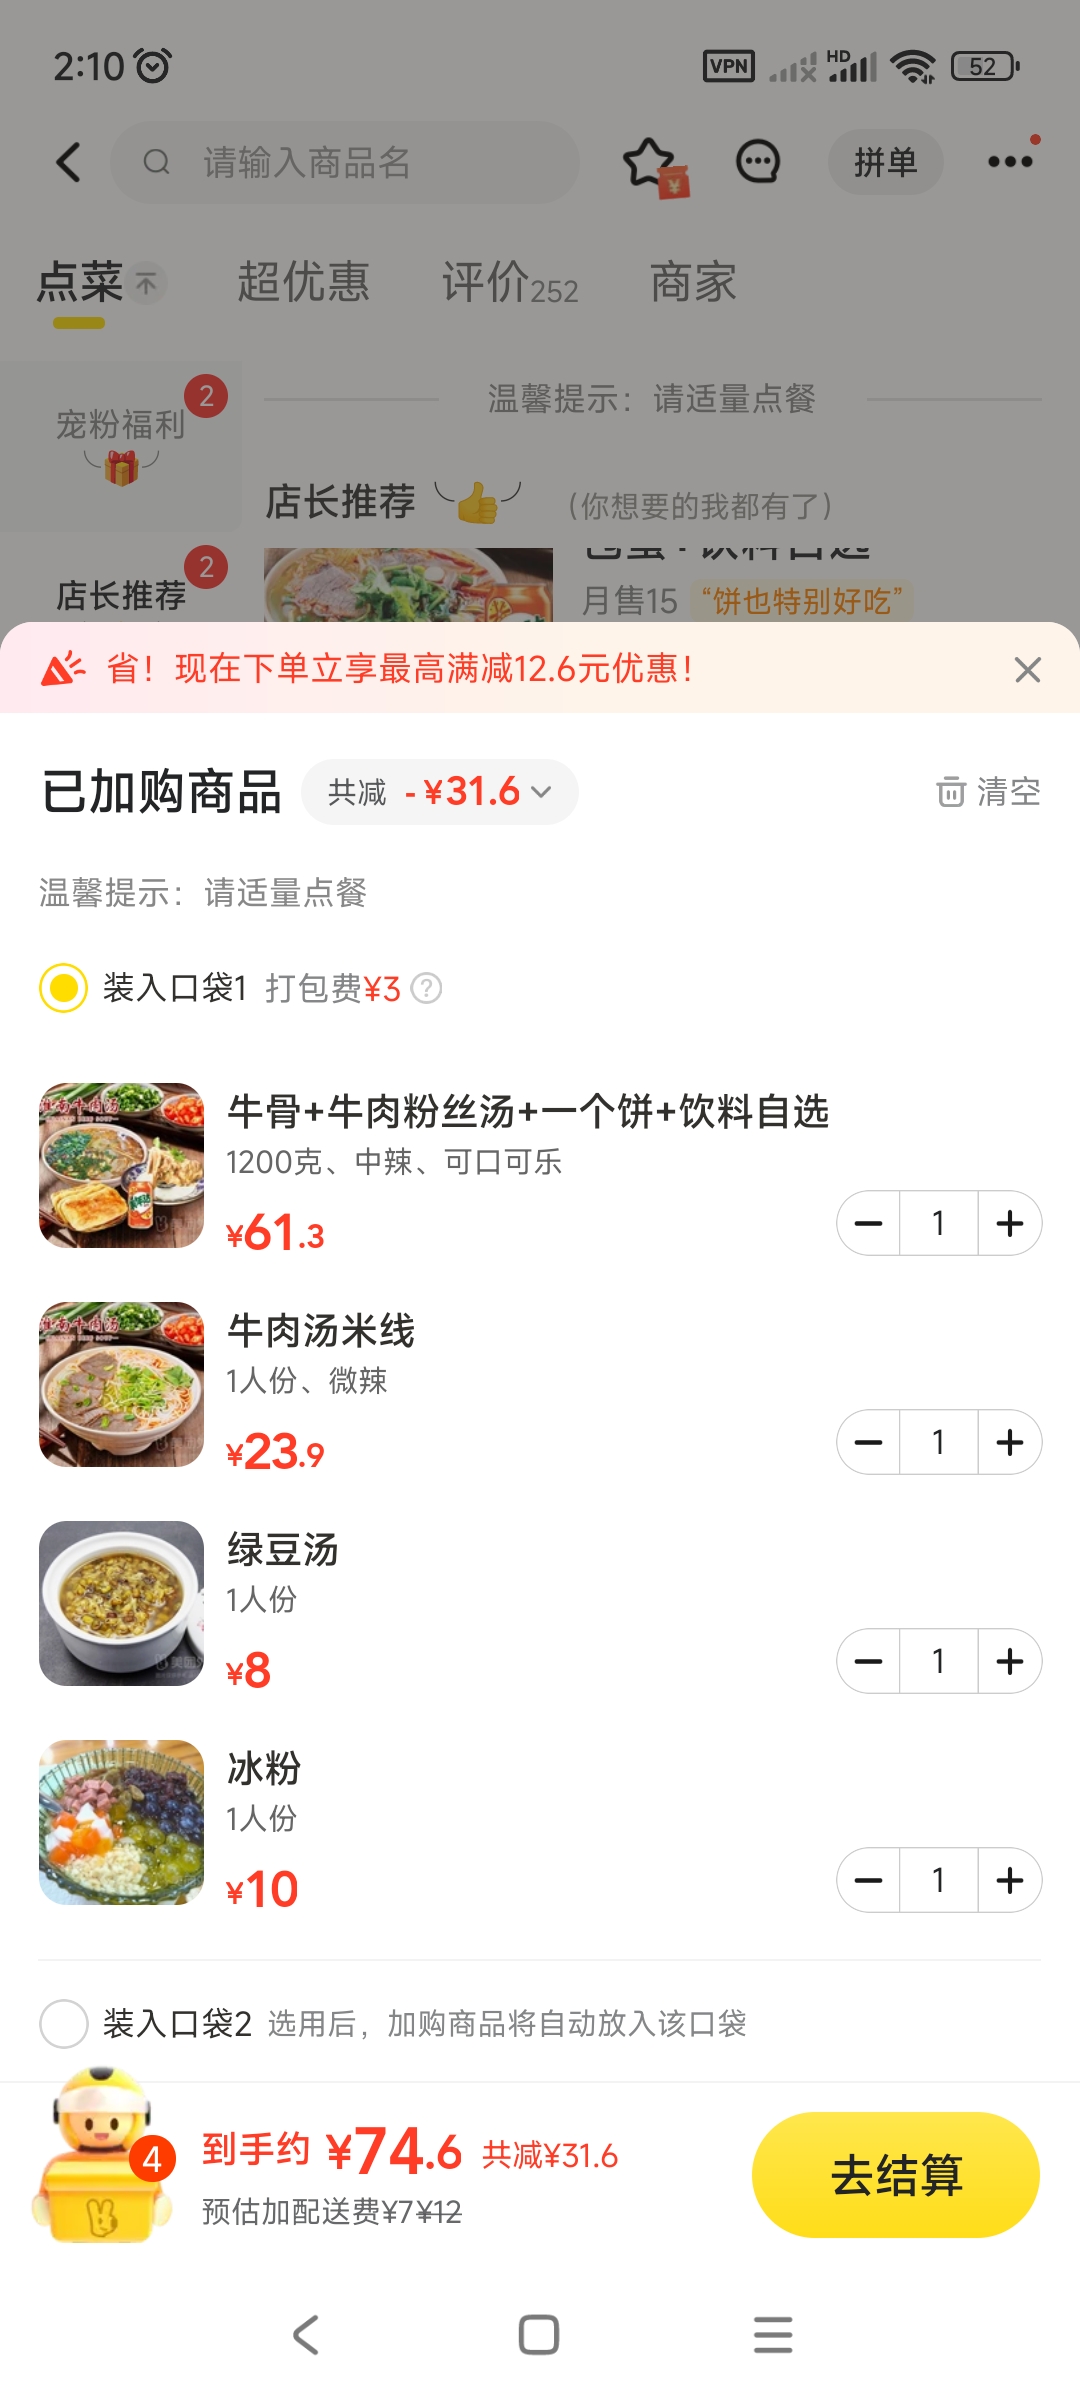 2:10
VPN HD 52
请输入商品名
拼单
点菜 超优惠 评价252 商家
宠粉福利 2
温馨提示：请适量点餐
店长推荐 （你想要的我都有了）
店长推荐 2
月售15 “饼也特别好吃”
省！现在下单立享最高满减12.6元优惠！
已加购商品 共减 -¥31.6 清空
温馨提示：请适量点餐
装入口袋1 打包费¥3
牛骨+牛肉粉丝汤+一个饼+饮料自选
1200克、中辣、可口可乐
¥61.3
1
牛肉汤米线
1人份、微辣
¥23.9
1
绿豆汤
1人份
¥8
1
冰粉
1人份
¥10
1
装入口袋2 选用后，加购商品将自动放入该口袋
4
到手约 ¥74.6 共减¥31.6
预估加配送费¥7¥12
去结算